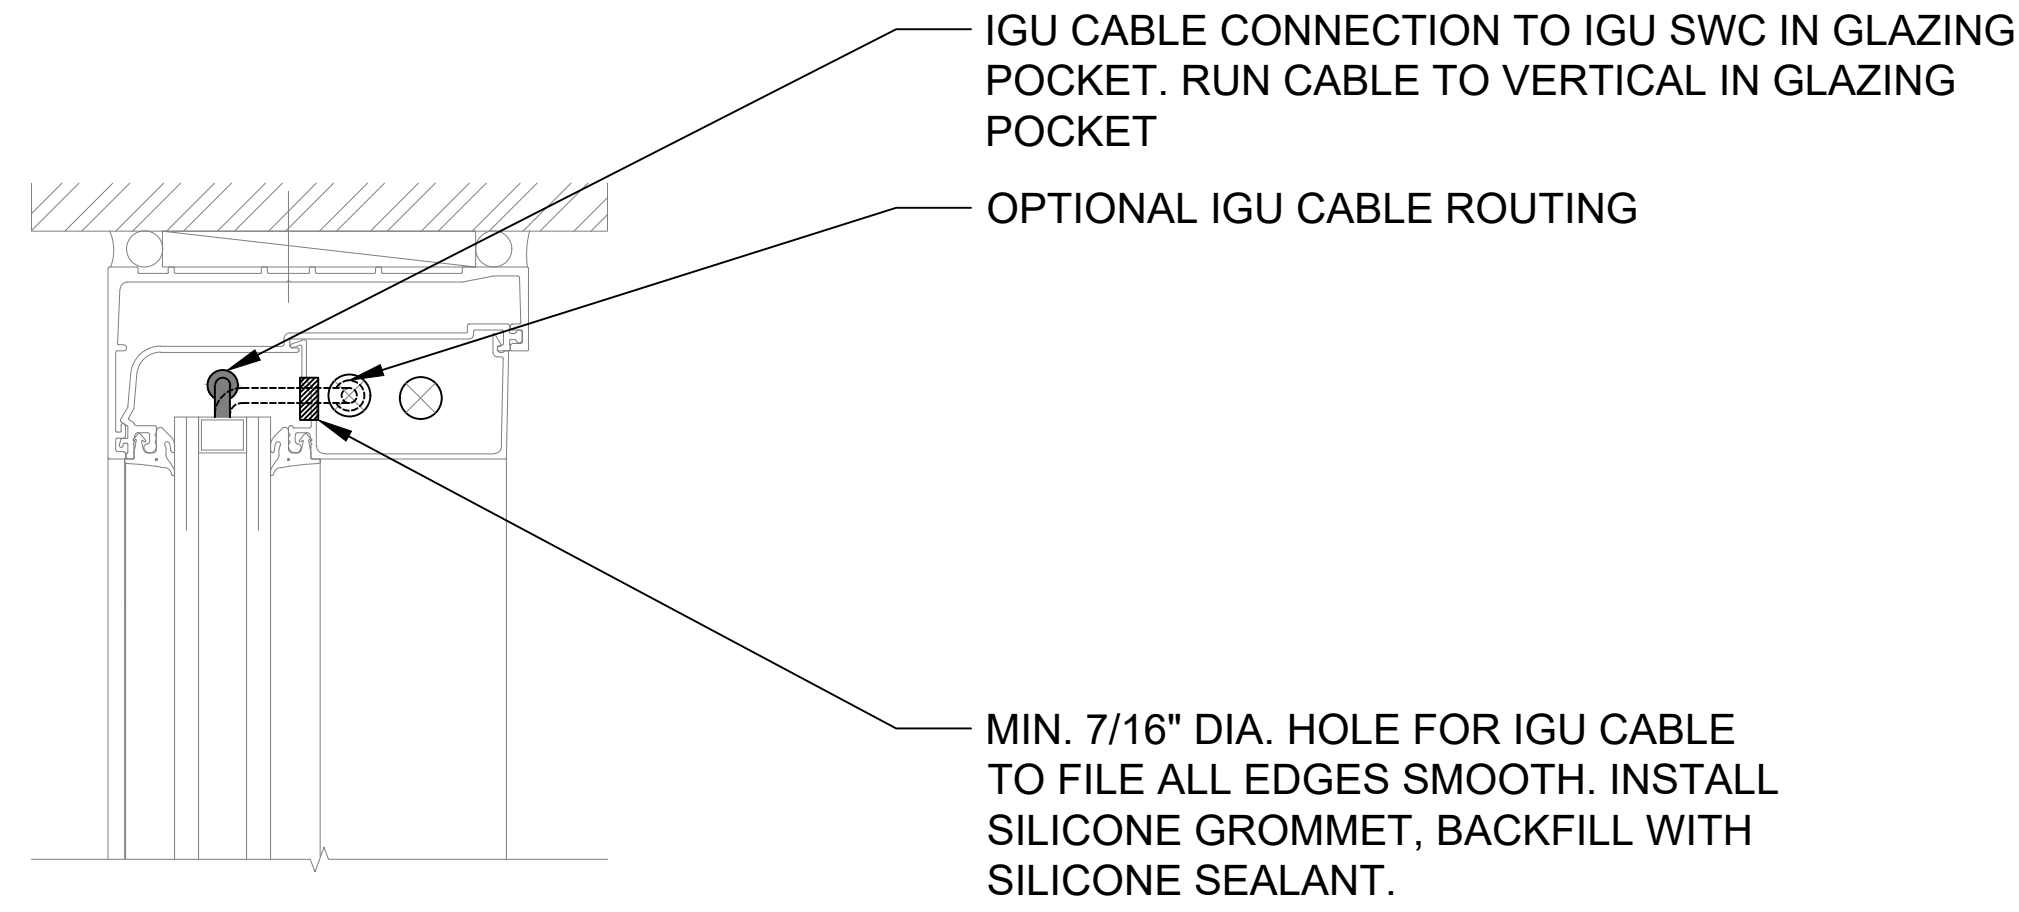 IGU CABLE CONNECTION TO IGU SWC IN GLAZING
POCKET. RUN CABLE TO VERTICAL IN GLAZING
POCKET
OPTIONAL IGU CABLE ROUTING
MIN. 7/16" DIA. HOLE FOR IGU CABLE
TO FILE ALL EDGES SMOOTH. INSTALL
SILICONE GROMMET, BACKFILL WITH
SILICONE SEALANT.